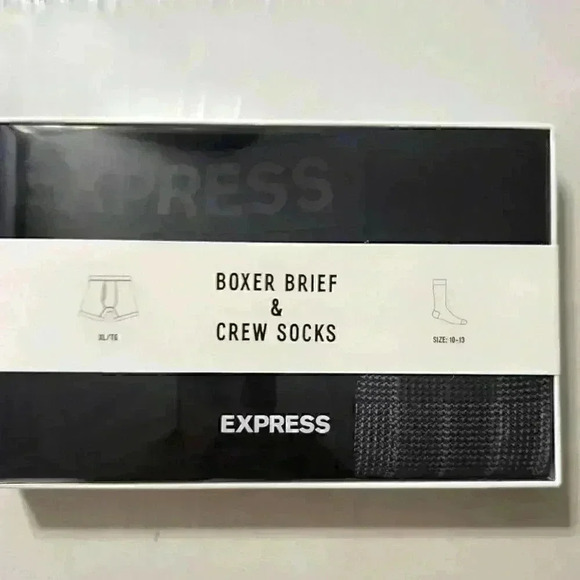 EXPRESS
BOXER BRIEF
&
CREW SOCKS
XL/TG
SIZE: 10-13
EXPRESS